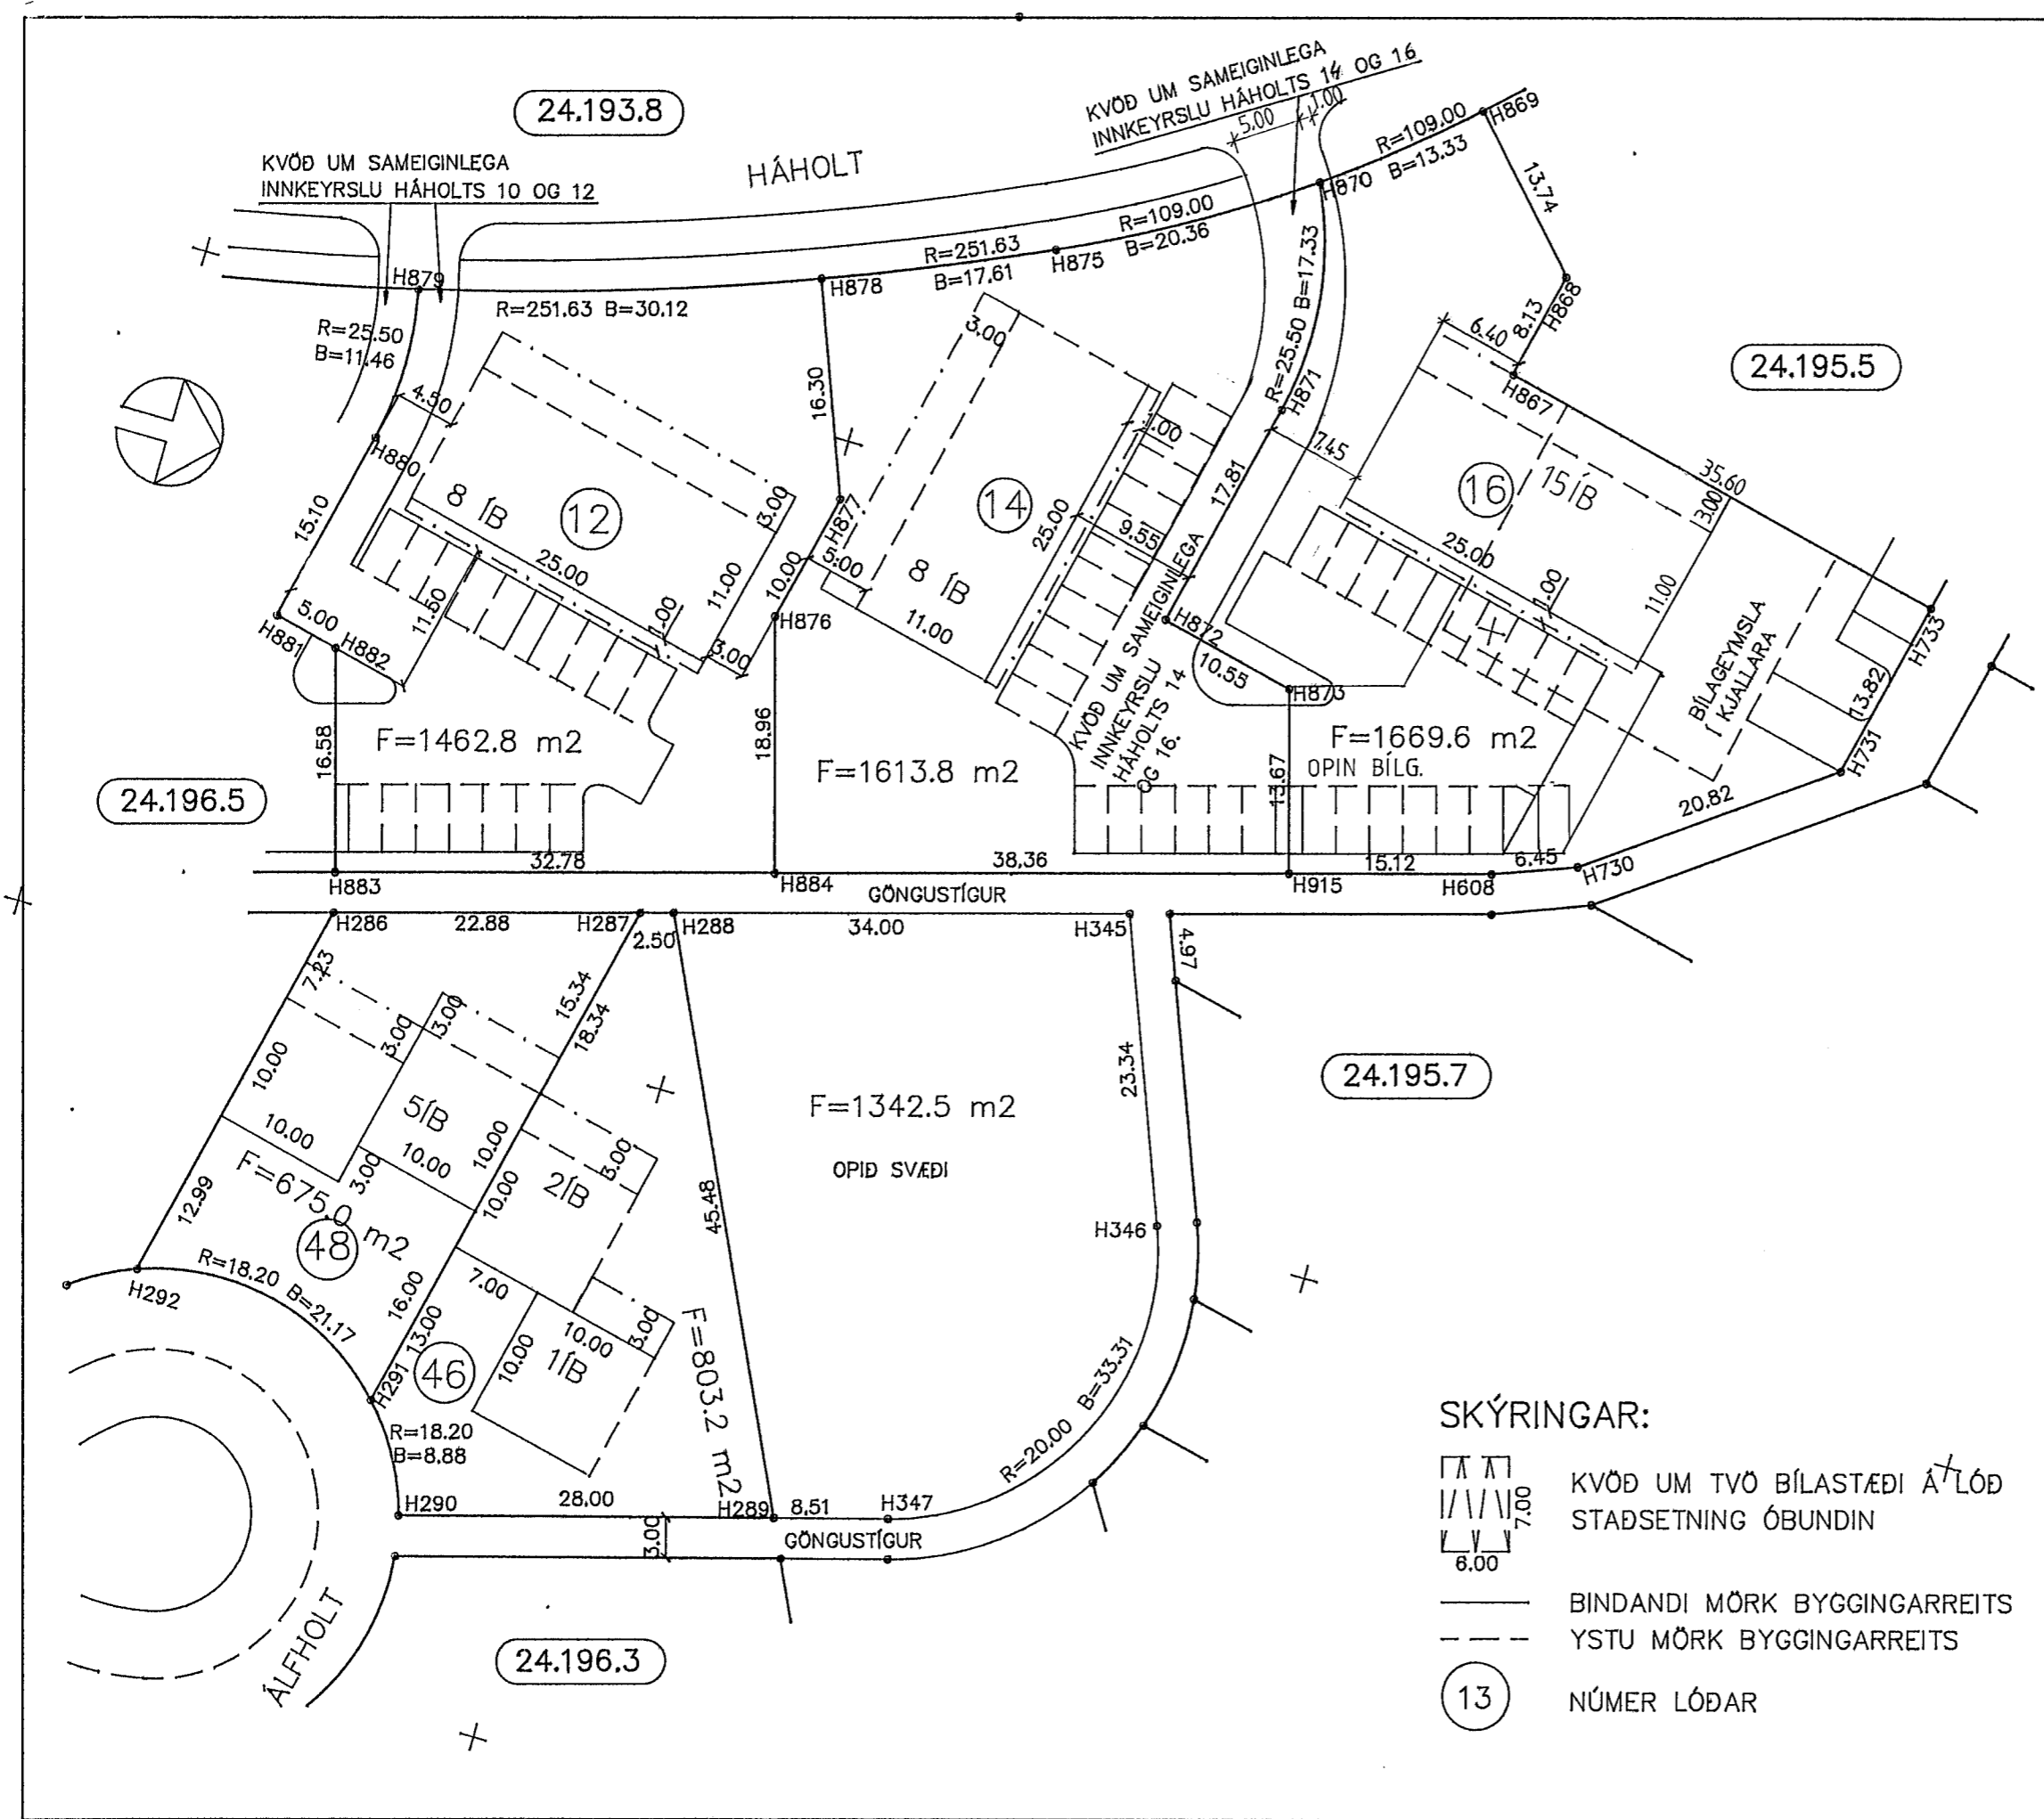 24.193.8
KVÖÐ UM SAMEIGINLEGA
INNKEYRSLU HÁHOLTS 10 OG 12
HÁHOLT
KVÖÐ UM SAMEIGINLEGA
INNKEYRSLU HÁHOLTS 14 OG 16
5.00
1.00
R=109.00
B=13.33
H869
H870
13.74
H868
8.13
6.40
H867
24.195.5
H879
R=251.63 B=30.12
H878
R=251.63
B=17.61
H875
R=109.00
B=20.36
R=25.50 B=17.33
H871
R=25.50
B=11.46
4.50
H880
15.10
16.30
3.00
8 ÍB
12
3.00
25.00
11.00
1.00
3.00
11.50
5.00
H881
H882
H877
10.00
5.00
H876
14
8 ÍB
25.00
11.00
1.00
9.55
17.81
7.45
16
15ÍB
35.60
3.00
25.00
11.00
1.00
H872
10.55
H873
KVÖÐ UM SAMEIGINLEGA
INNKEYRSLU
HÁHOLTS 14
OG 16.
BÍLAGEYMSLA
Í KJALLARA
H733
13.82
H731
20.82
24.196.5
16.58
F=1462.8 m2
18.96
F=1613.8 m2
F=1669.6 m2
OPIN BÍLG.
13.67
32.78
38.36
15.12
6.45
H883
H884
GÖNGUSTÍGUR
H915
H608
H730
H286
22.88
H287
2.50
H288
34.00
H345
4.97
7.23
3.00
3.00
15.34
18.34
10.00
5ÍB
10.00
10.00
3.00
10.00
10.00
2ÍB
3.00
F=675.0 m2
48
12.99
F=1342.5 m2
OPIÐ SVÆÐI
23.34
24.195.7
45.48
H346
H292
R=18.20 B=21.17
16.00
13.00
7.00
10.00
10.00
3.00
1ÍB
46
H291
F=803.2 m2
R=18.20
B=8.88
R=20.00 B=33.31
H290
28.00
H289
8.51
H347
3.00
GÖNGUSTÍGUR
ÁLFHOLT
24.196.3
SKÝRINGAR:
7.00
6.00
KVÖÐ UM TVÖ BÍLASTÆÐI Á LÓÐ
STAÐSETNING ÓBUNDIN
BINDANDI MÖRK BYGGINGARREITS
YSTU MÖRK BYGGINGARREITS
13
NÚMER LÓÐAR